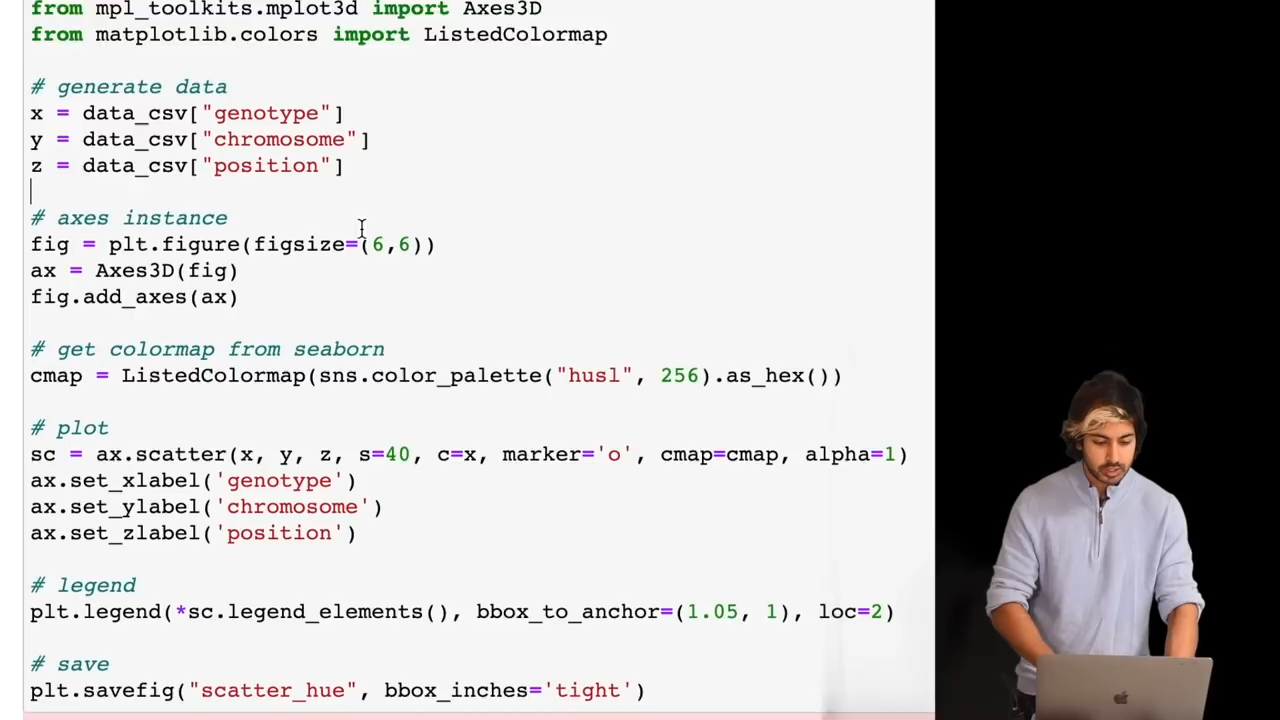 from mpl_toolkits.mplot3d import Axes3D
from matplotlib.colors import ListedColormap
# generate data
x = data_csv["genotype"]
y = data_csv["chromosome"]
z = data_csv["position"]
# axes instance
fig = plt.figure(figsize=(6,6))
ax = Axes3D(fig)
fig.add_axes(ax)
# get colormap from seaborn
cmap = ListedColormap(sns.color_palette("husl", 256).as_hex())
# plot
sc = ax.scatter(x, y, z, s=40, c=x, marker='o', cmap=cmap, alpha=1)
ax.set_xlabel('genotype')
ax.set_ylabel('chromosome')
ax.set_zlabel('position')
# legend
plt.legend(*sc.legend_elements(), bbox_to_anchor=(1.05, 1), loc=2)
# save
plt.savefig("scatter_hue", bbox_inches='tight')